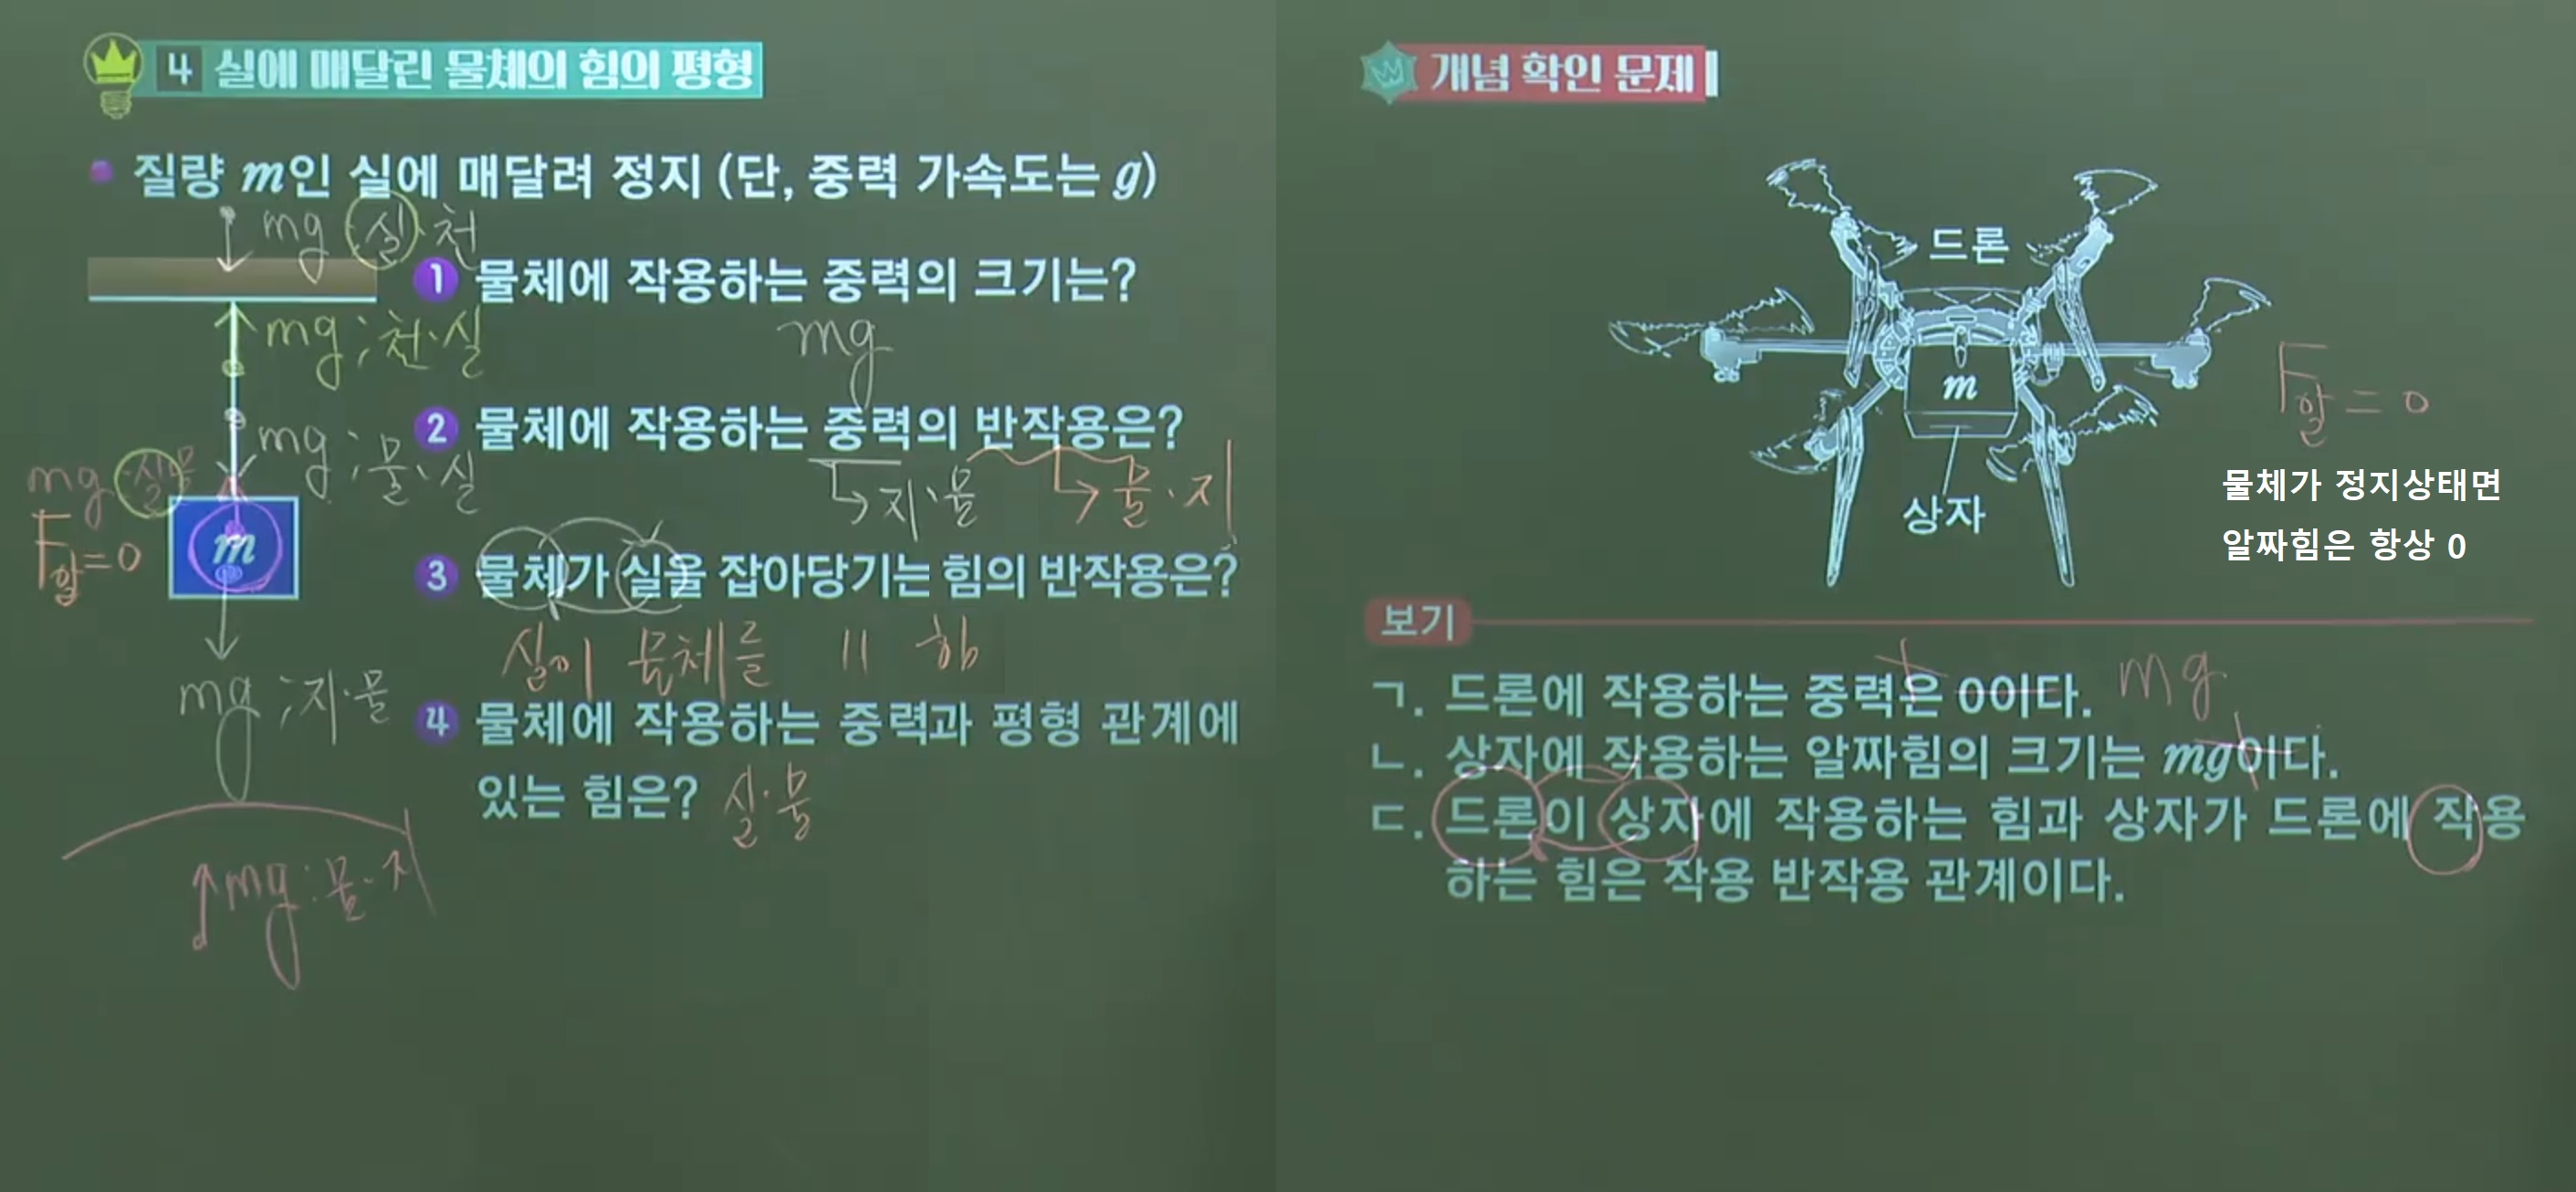 4 실에 매달린 물체의 힘의 평형
질량 m인 실에 매달려 정지 (단, 중력 가속도는 g)
mg 실·천
1 물체에 작용하는 중력의 크기는?
mg ; 천·실
mg
2 물체에 작용하는 중력의 반작용은?
mg ; 물·실
지·물
물·지
mg 실물
F합=0
m
3 물체가 실을 잡아당기는 힘의 반작용은?
실이 물체를 〃 힘
mg ; 지·물
4 물체에 작용하는 중력과 평형 관계에
있는 힘은? 실·물
mg : 물·지
개념 확인 문제
드론
m
상자
F합=0
물체가 정지상태면
알짜힘은 항상 0
보기
ㄱ. 드론에 작용하는 중력은 0이다. mg
ㄴ. 상자에 작용하는 알짜힘의 크기는 mg이다.
ㄷ. 드론이 상자에 작용하는 힘과 상자가 드론에 작용
하는 힘은 작용 반작용 관계이다.